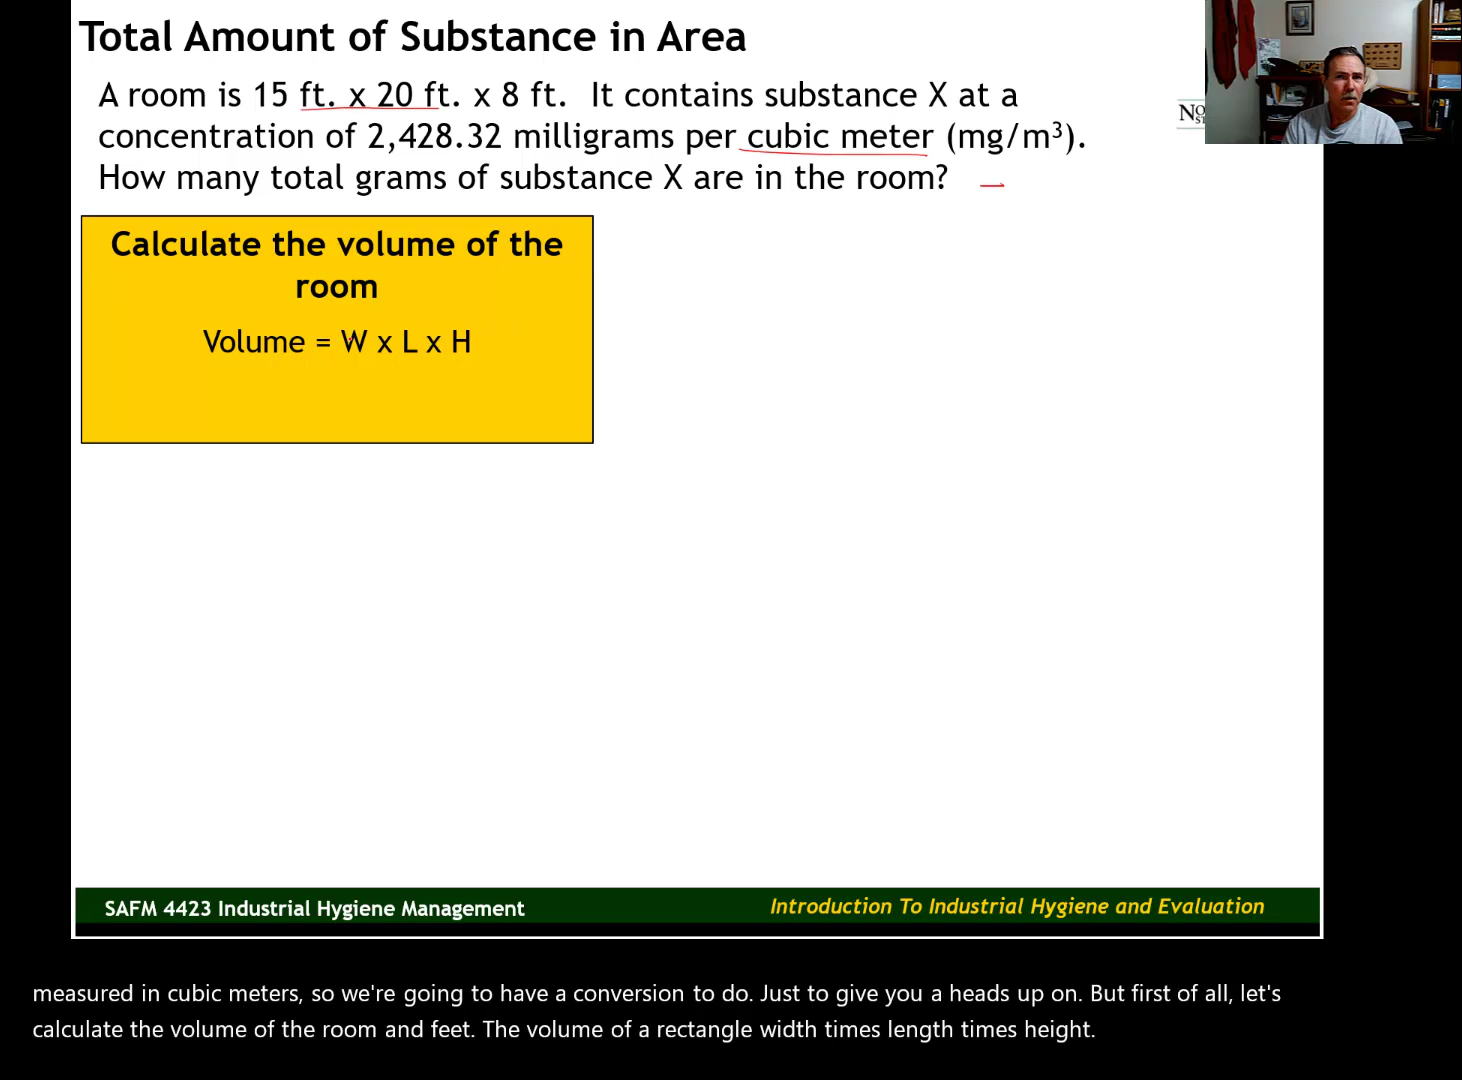 Total Amount of Substance in Area
A room is 15 ft. x 20 ft. x 8 ft. It contains substance X at a
concentration of 2,428.32 milligrams per cubic meter (mg/m³).
How many total grams of substance X are in the room?
Calculate the volume of the
room
Volume = W x L x H
SAFM 4423 Industrial Hygiene Management
Introduction To Industrial Hygiene and Evaluation
measured in cubic meters, so we're going to have a conversion to do. Just to give you a heads up on. But first of all, let's
calculate the volume of the room and feet. The volume of a rectangle width times length times height.